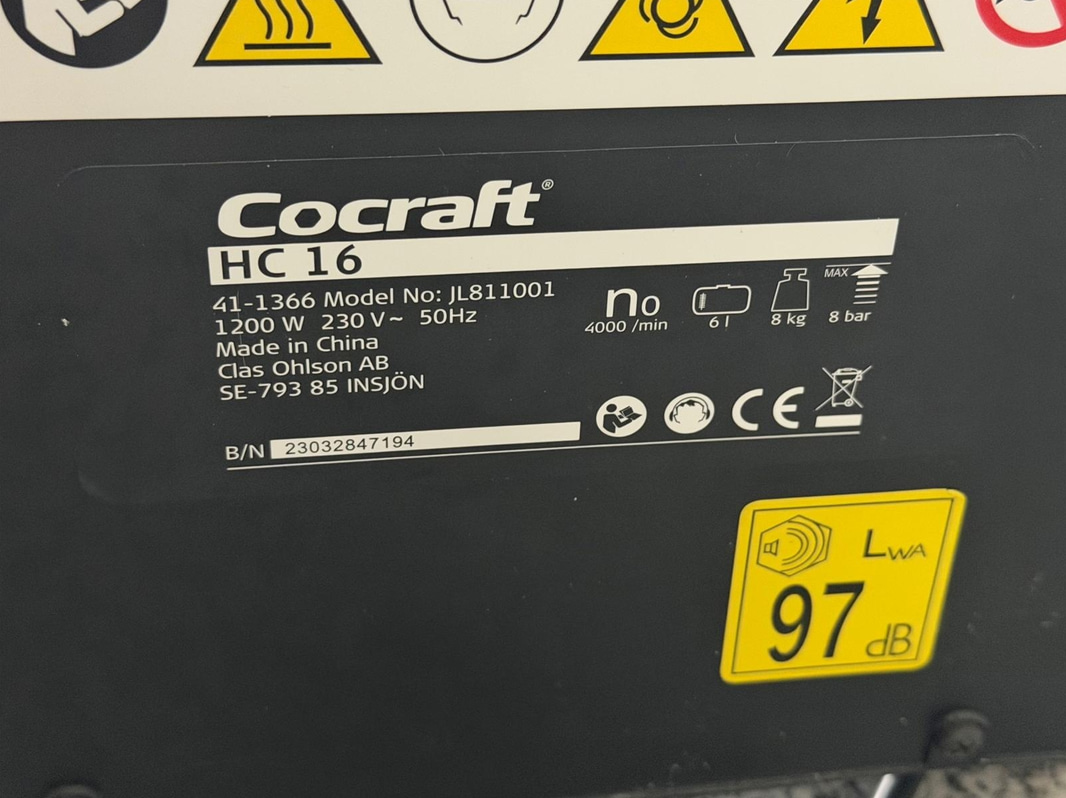 Cocraft®
HC 16
41-1366 Model No: JL811001
1200 W 230 V~ 50Hz
Made in China
Clas Ohlson AB
SE-793 85 INSJÖN
B/N 23032847194
n0
4000 /min
6 l
8 kg
MAX
8 bar
CE
LWA
97 dB